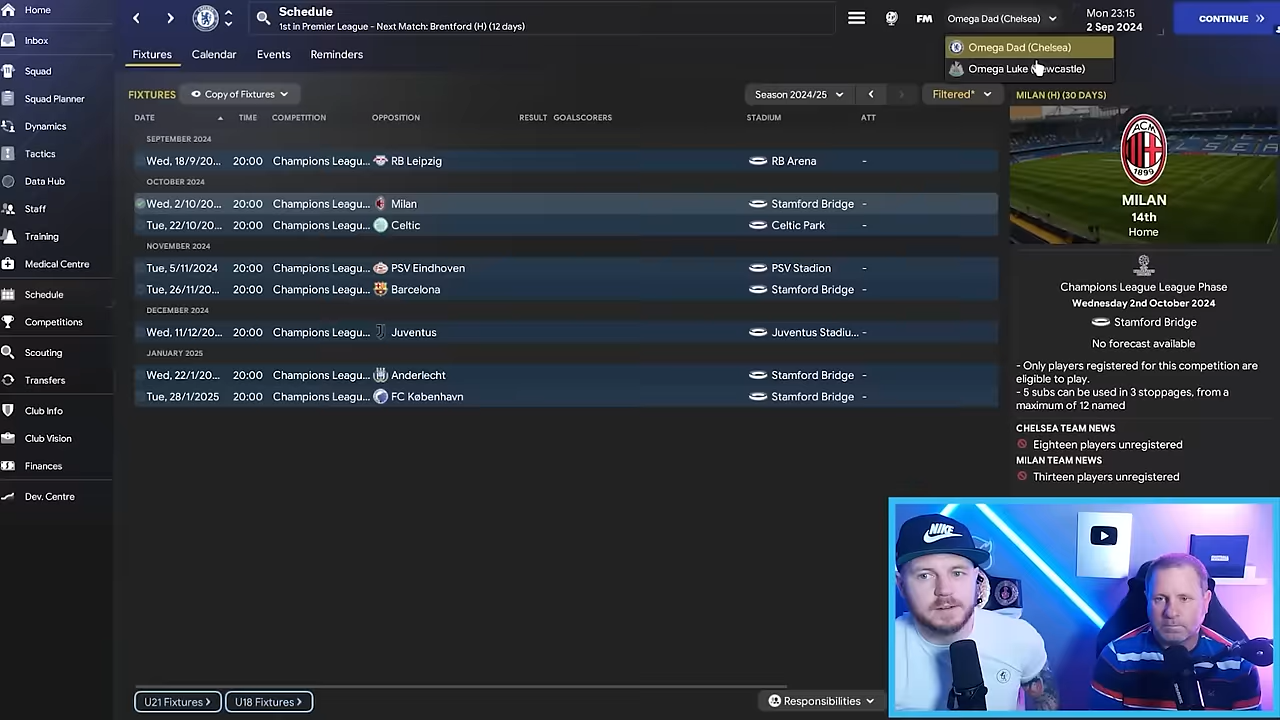 Home
Inbox
Squad
Squad Planner
Dynamics
Tactics
Data Hub
Staff
Training
Medical Centre
Schedule
Competitions
Scouting
Transfers
Club Info
Club Vision
Finances
Dev. Centre
Schedule
1st in Premier League - Next Match: Brentford (H) (12 days)
FM
Omega Dad (Chelsea)
Mon 23:15
2 Sep 2024
CONTINUE
Omega Dad (Chelsea)
Omega Luke (Newcastle)
Fixtures Calendar Events Reminders
FIXTURES Copy of Fixtures Season 2024/25 Filtered*
DATE TIME COMPETITION OPPOSITION RESULT GOALSCORERS STADIUM ATT
SEPTEMBER 2024
Wed, 18/9/20... 20:00 Champions Leagu... RB Leipzig RB Arena -
OCTOBER 2024
Wed, 2/10/20... 20:00 Champions Leagu... Milan Stamford Bridge -
Tue, 22/10/20... 20:00 Champions Leagu... Celtic Celtic Park -
NOVEMBER 2024
Tue, 5/11/2024 20:00 Champions Leagu... PSV Eindhoven PSV Stadion -
Tue, 26/11/20... 20:00 Champions Leagu... Barcelona Stamford Bridge -
DECEMBER 2024
Wed, 11/12/20... 20:00 Champions Leagu... Juventus Juventus Stadiu... -
JANUARY 2025
Wed, 22/1/20... 20:00 Champions Leagu... Anderlecht Stamford Bridge -
Tue, 28/1/2025 20:00 Champions Leagu... FC København Stamford Bridge -
U21 Fixtures
U18 Fixtures
Responsibilities
MILAN (H) (30 DAYS)
ACM
1899
MILAN
14th
Home
Champions League League Phase
Wednesday 2nd October 2024
Stamford Bridge
No forecast available
- Only players registered for this competition are
eligible to play.
- 5 subs can be used in 3 stoppages, from a
maximum of 12 named
CHELSEA TEAM NEWS
Eighteen players unregistered
MILAN TEAM NEWS
Thirteen players unregistered
NIKE